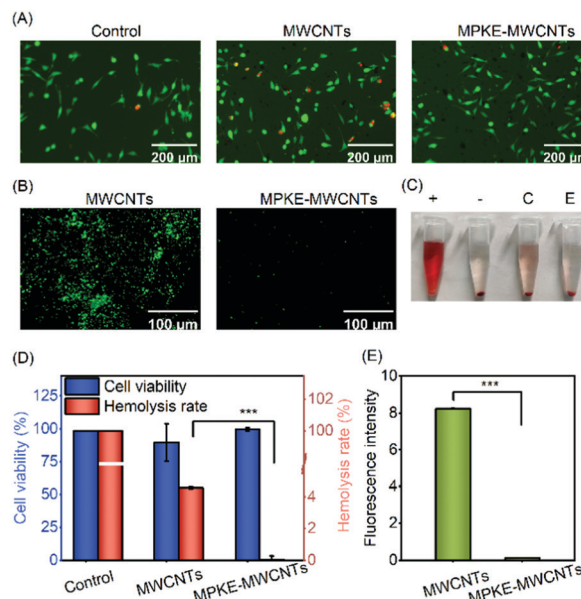 (A)
Control
MWCNTs
MPKE-MWCNTs
200 μm
200 μm
200 μm
(B)
MWCNTs
MPKE-MWCNTs
100 μm
100 μm
(C)
+ - C E
(D)
Cell viability
Hemolysis rate
***
Cell viability (%)
125
100
75
50
25
0
Hemolysis rate (%)
102
100
4
2
0
Control
MWCNTs
MPKE-MWCNTs
(E)
***
Fluorescence intensity
8
6
4
2
0
MWCNTs
MPKE-MWCNTs